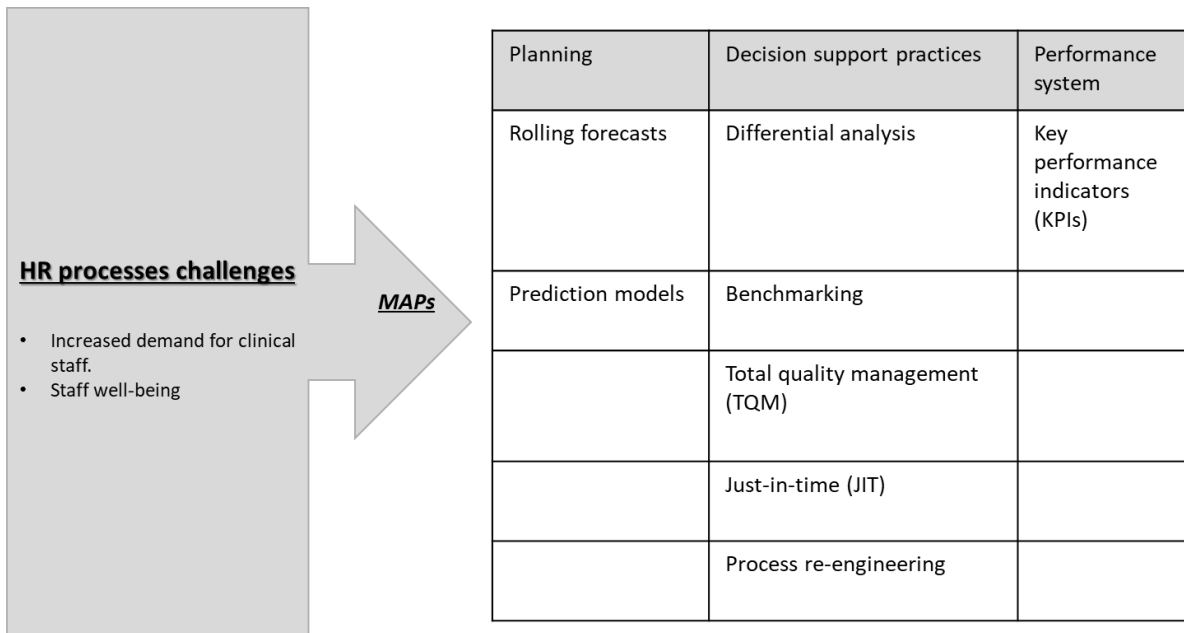 HR processes challenges
• Increased demand for clinical
staff.
• Staff well-being
MAPs
Planning
Decision support practices
Performance
system
Rolling forecasts
Differential analysis
Key
performance
indicators
(KPIs)
Prediction models
Benchmarking
Total quality management
(TQM)
Just-in-time (JIT)
Process re-engineering